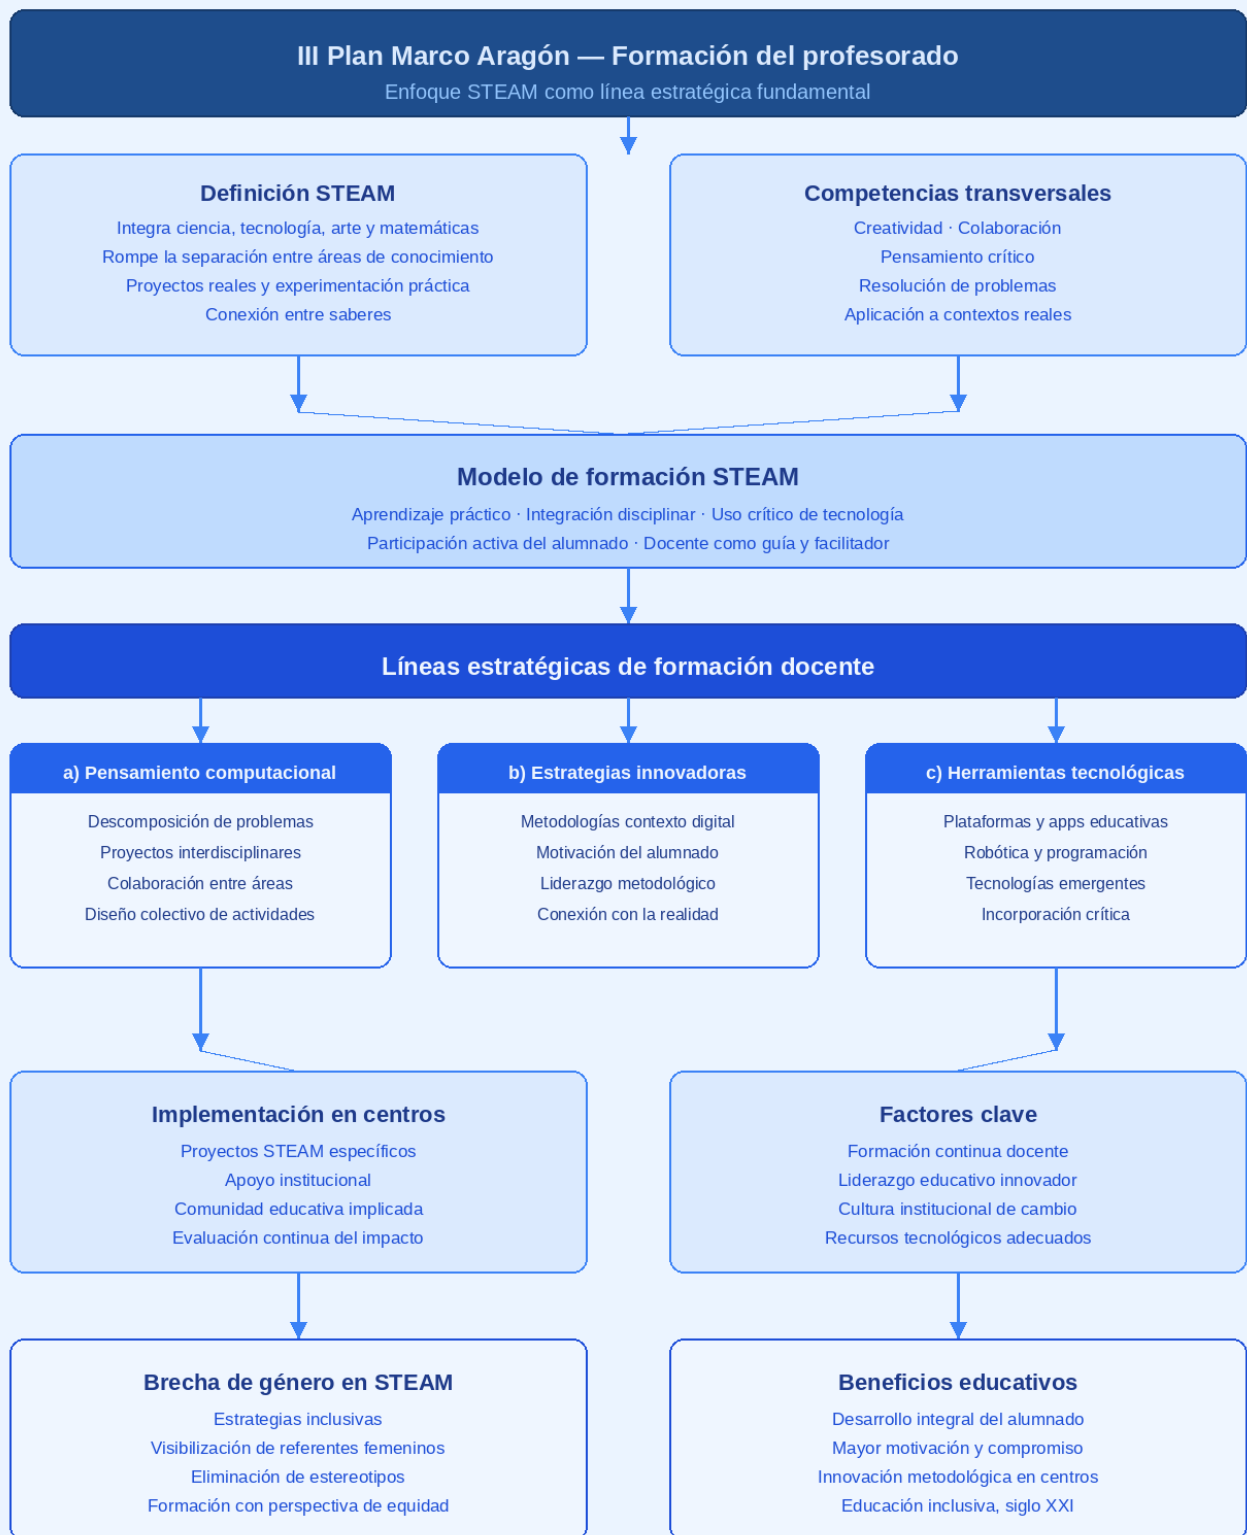 III Plan Marco Aragón — Formación del profesorado
Enfoque STEAM como línea estratégica fundamental
Definición STEAM
Integra ciencia, tecnología, arte y matemáticas
Rompe la separación entre áreas de conocimiento
Proyectos reales y experimentación práctica
Conexión entre saberes
Competencias transversales
Creatividad · Colaboración
Pensamiento crítico
Resolución de problemas
Aplicación a contextos reales
Modelo de formación STEAM
Aprendizaje práctico · Integración disciplinar · Uso crítico de tecnología
Participación activa del alumnado · Docente como guía y facilitador
Líneas estratégicas de formación docente
a) Pensamiento computacional
Descomposición de problemas
Proyectos interdisciplinares
Colaboración entre áreas
Diseño colectivo de actividades
b) Estrategias innovadoras
Metodologías contexto digital
Motivación del alumnado
Liderazgo metodológico
Conexión con la realidad
c) Herramientas tecnológicas
Plataformas y apps educativas
Robótica y programación
Tecnologías emergentes
Incorporación crítica
Implementación en centros
Proyectos STEAM específicos
Apoyo institucional
Comunidad educativa implicada
Evaluación continua del impacto
Factores clave
Formación continua docente
Liderazgo educativo innovador
Cultura institucional de cambio
Recursos tecnológicos adecuados
Brecha de género en STEAM
Estrategias inclusivas
Visibilización de referentes femeninos
Eliminación de estereotipos
Formación con perspectiva de equidad
Beneficios educativos
Desarrollo integral del alumnado
Mayor motivación y compromiso
Innovación metodológica en centros
Educación inclusiva, siglo XXI